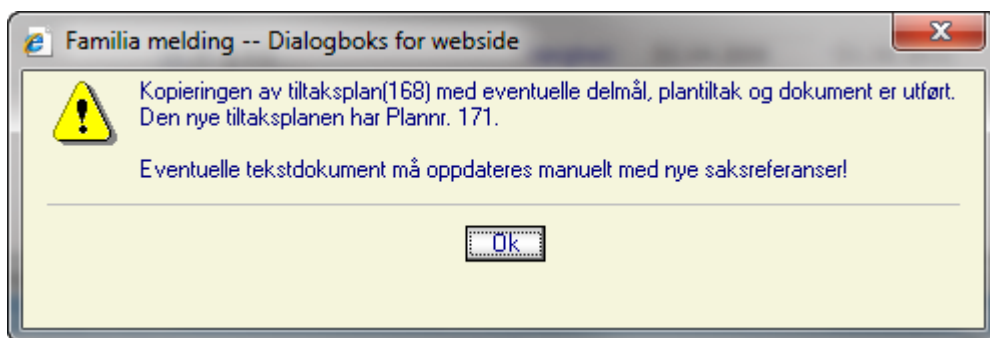 Familia melding -- Dialogboks for webside
Kopieringen av tiltaksplan(168) med eventuelle delmål, plantiltak og dokument er utført.
Den nye tiltaksplanen har Plannr. 171.
Eventuelle tekstdokument må oppdateres manuelt med nye saksreferanser!
Ok